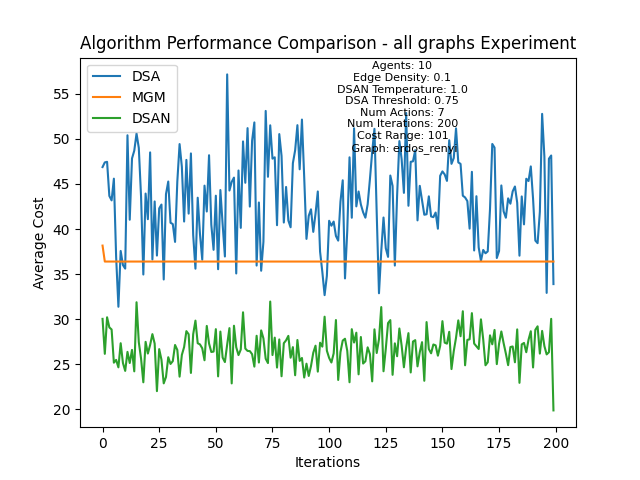 Algorithm Performance Comparison - all graphs Experiment
DSA
MGM
DSAN
Agents: 10
Edge Density: 0.1
DSAN Temperature: 1.0
DSA Threshold: 0.75
Num Actions: 7
Num Iterations: 200
Cost Range: 101
Graph: erdos_renyi
Average Cost
55
50
45
40
35
30
25
20
0
25
50
75
100
125
150
175
200
Iterations